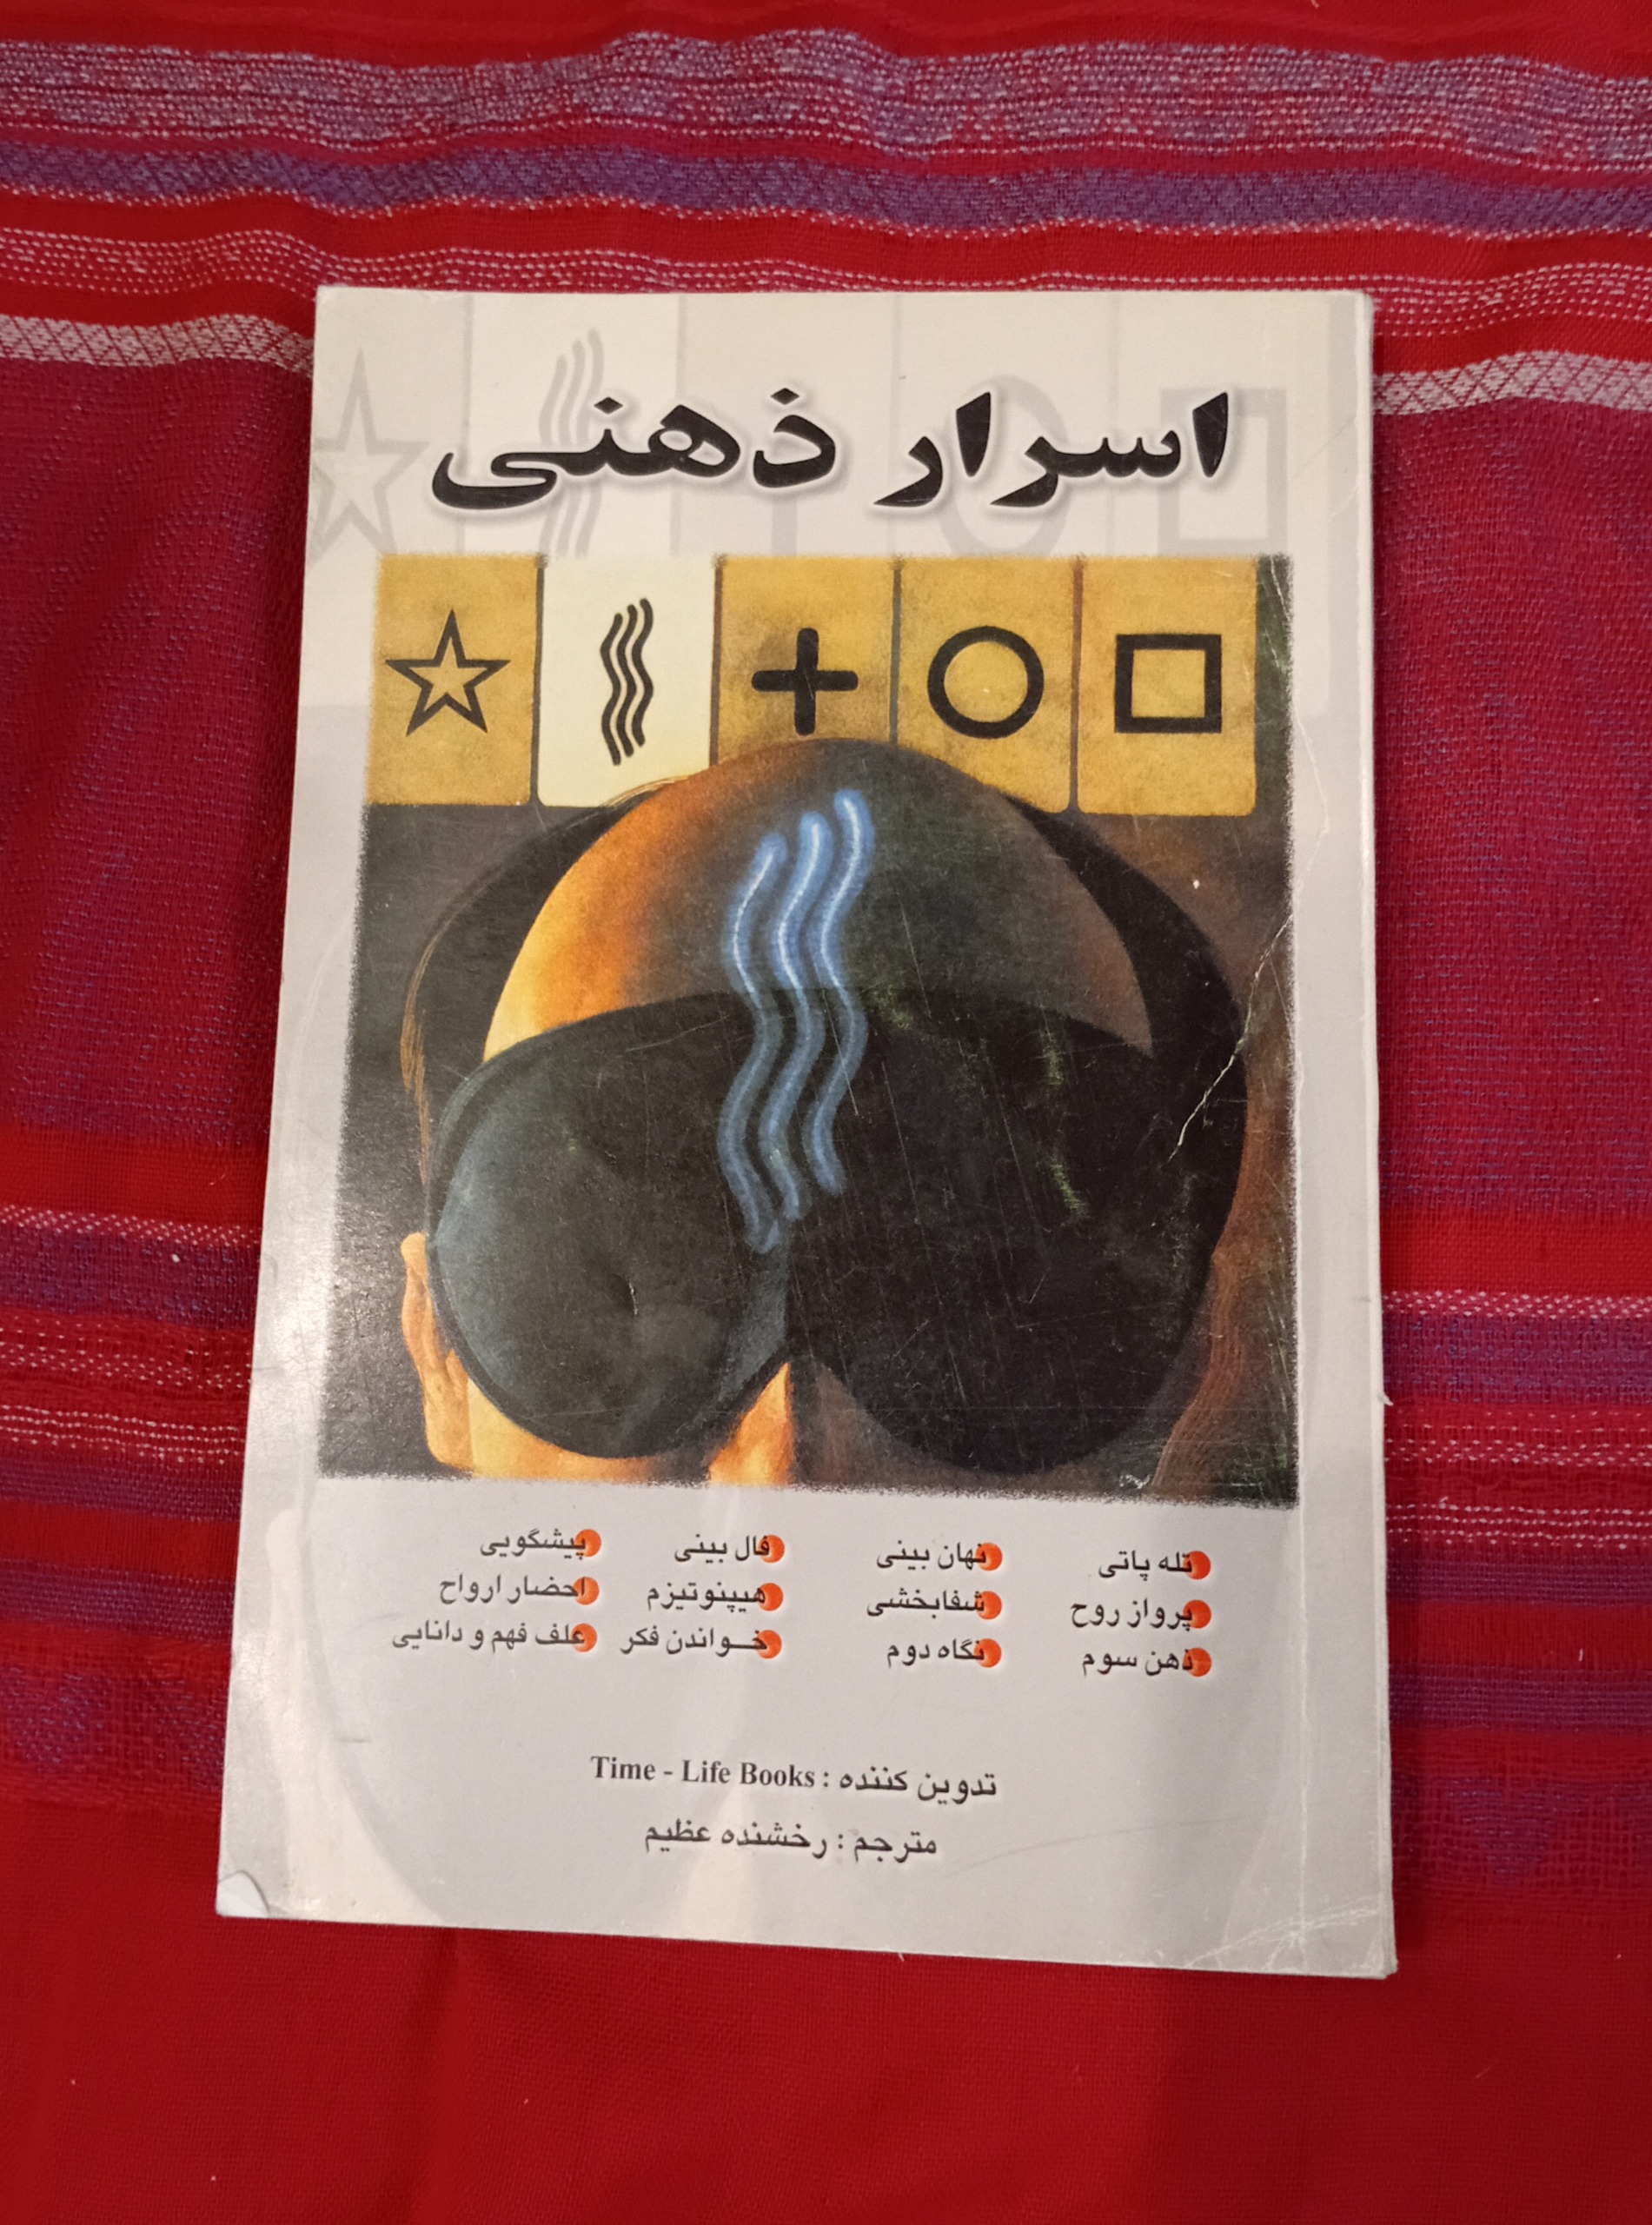 اسرار ذهنی
تله پاتی نهان بینی فال بینی پیشگویی
پرواز روح شفابخشی هیپنوتیزم احضار ارواح
ذهن سوم نگاه دوم خواندن فکر علف فهم و دانایی
تدوین کننده : Time - Life Books
مترجم : رخشنده عظیم